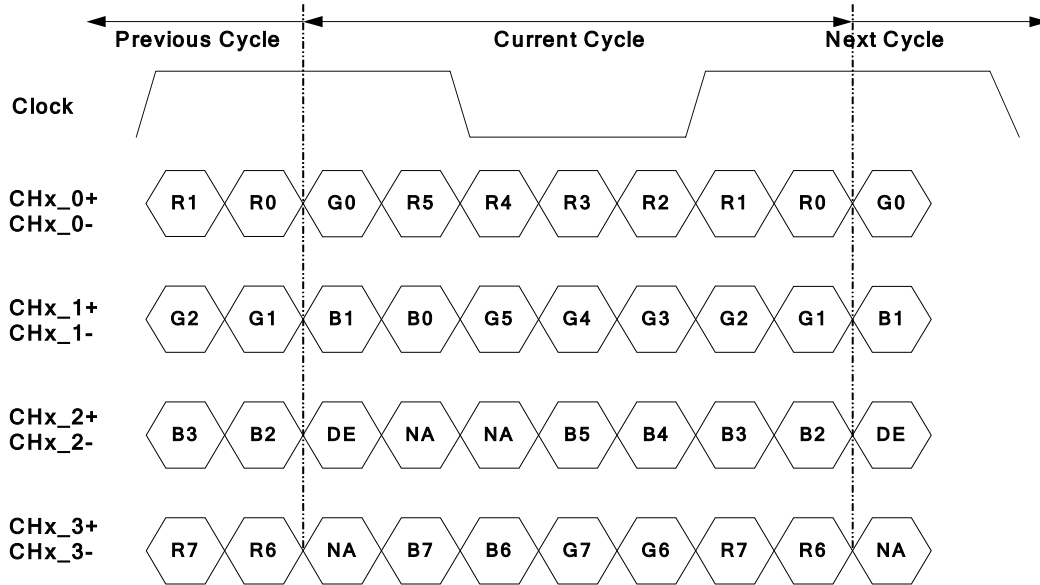 Previous Cycle Current Cycle Next Cycle
Clock
CHx_0+
CHx_0-
R1 R0 G0 R5 R4 R3 R2 R1 R0 G0
CHx_1+
CHx_1-
G2 G1 B1 B0 G5 G4 G3 G2 G1 B1
CHx_2+
CHx_2-
B3 B2 DE NA NA B5 B4 B3 B2 DE
CHx_3+
CHx_3-
R7 R6 NA B7 B6 G7 G6 R7 R6 NA